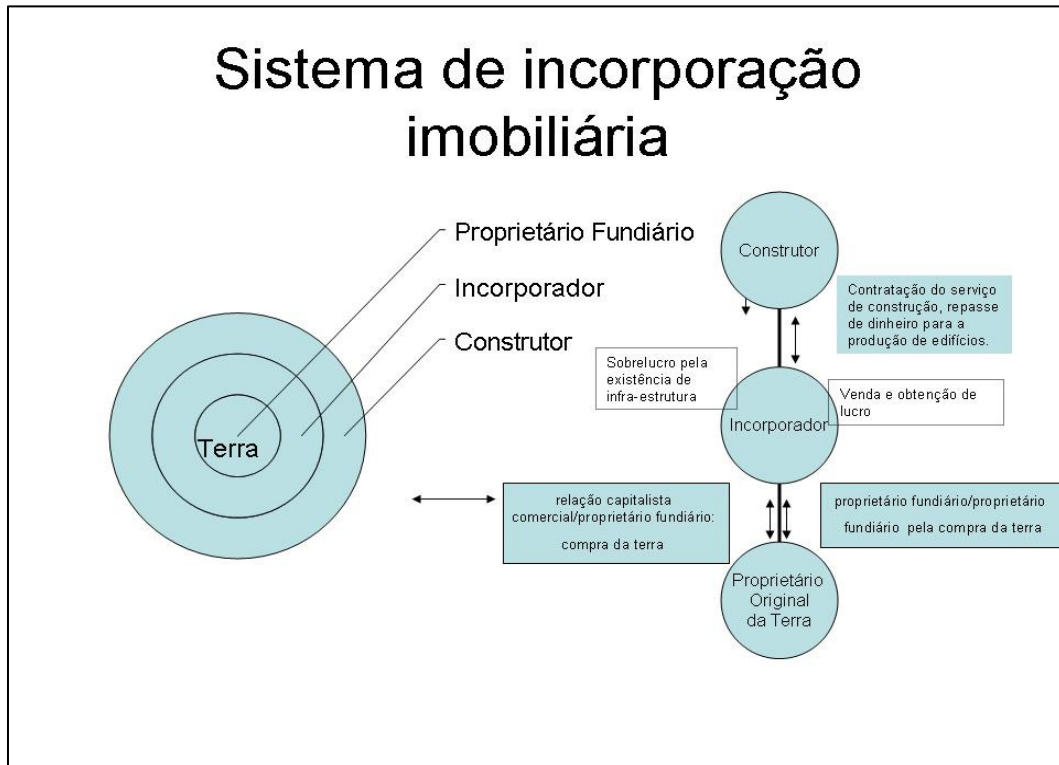 Sistema de incorporação
imobiliária
Proprietário Fundiário
Incorporador
Construtor
Terra
Construtor
Contratação do serviço
de construção, repasse
de dinheiro para a
produção de edifícios.
Sobrelucro pela
existência de
infra-estrutura
Venda e obtenção de
lucro
Incorporador
relação capitalista
comercial/proprietário fundiário:
compra da terra
proprietário fundiário/proprietário
fundiário pela compra da terra
Proprietário
Original
da Terra